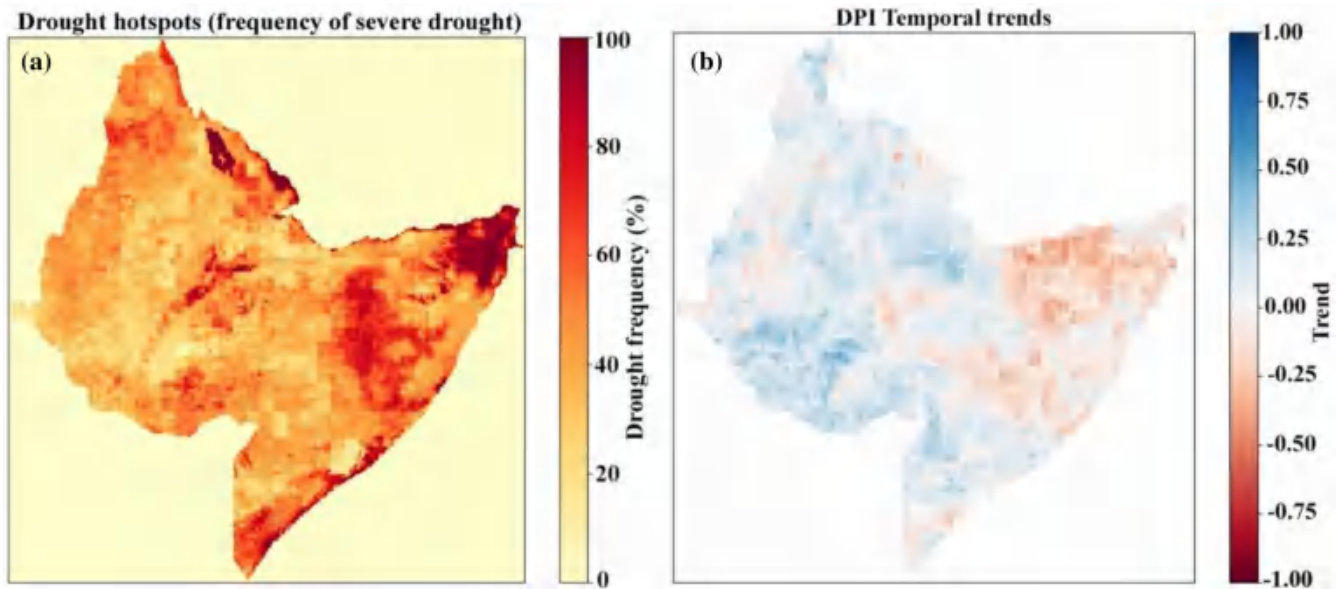 Drought hotspots (frequency of severe drought)
(a)
100
80
60
40
20
0
Drought frequency (%)
DPI Temporal trends
(b)
1.00
0.75
0.50
0.25
0.00
-0.25
-0.50
-0.75
-1.00
Trend